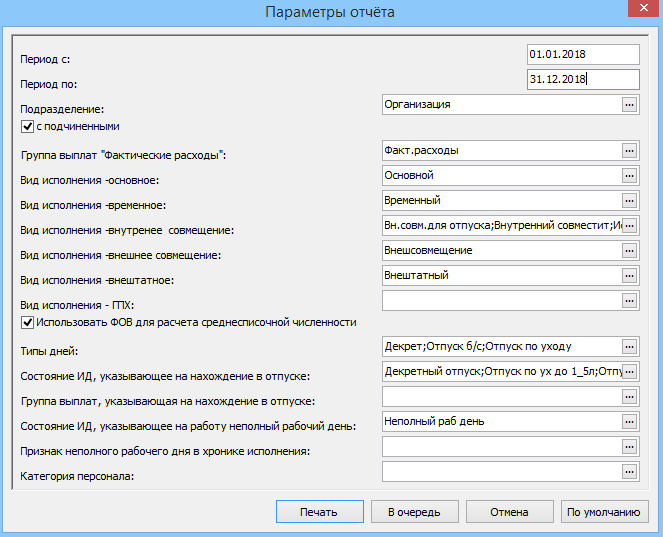 Параметры отчёта
Период с: 01.01.2018
Период по: 31.12.2018
Подразделение: Организация
с подчиненными
Группа выплат "Фактические расходы": Факт.расходы
Вид исполнения -основное: Основной
Вид исполнения -временное: Временный
Вид исполнения -внутренее совмещение: Вн.совм.для отпуска;Внутренний совместит;Ис
Вид исполнения -внешнее совмещение: Внешсовмещение
Вид исполнения -внештатное: Внештатный
Вид исполнения - ГПХ:
Использовать ФОВ для расчета среднесписочной численности
Типы дней: Декрет;Отпуск б/с;Отпуск по уходу
Состояние ИД, указывающее на нахождение в отпуске: Декретный отпуск;Отпуск по ух до 1_5л;Отпу
Группа выплат, указывающая на нахождение в отпуске:
Состояние ИД, указывающее на работу неполный рабочий день: Неполный раб день
Признак неполного рабочего дня в хронике исполнения:
Категория персонала:
Печать В очередь Отмена По умолчанию